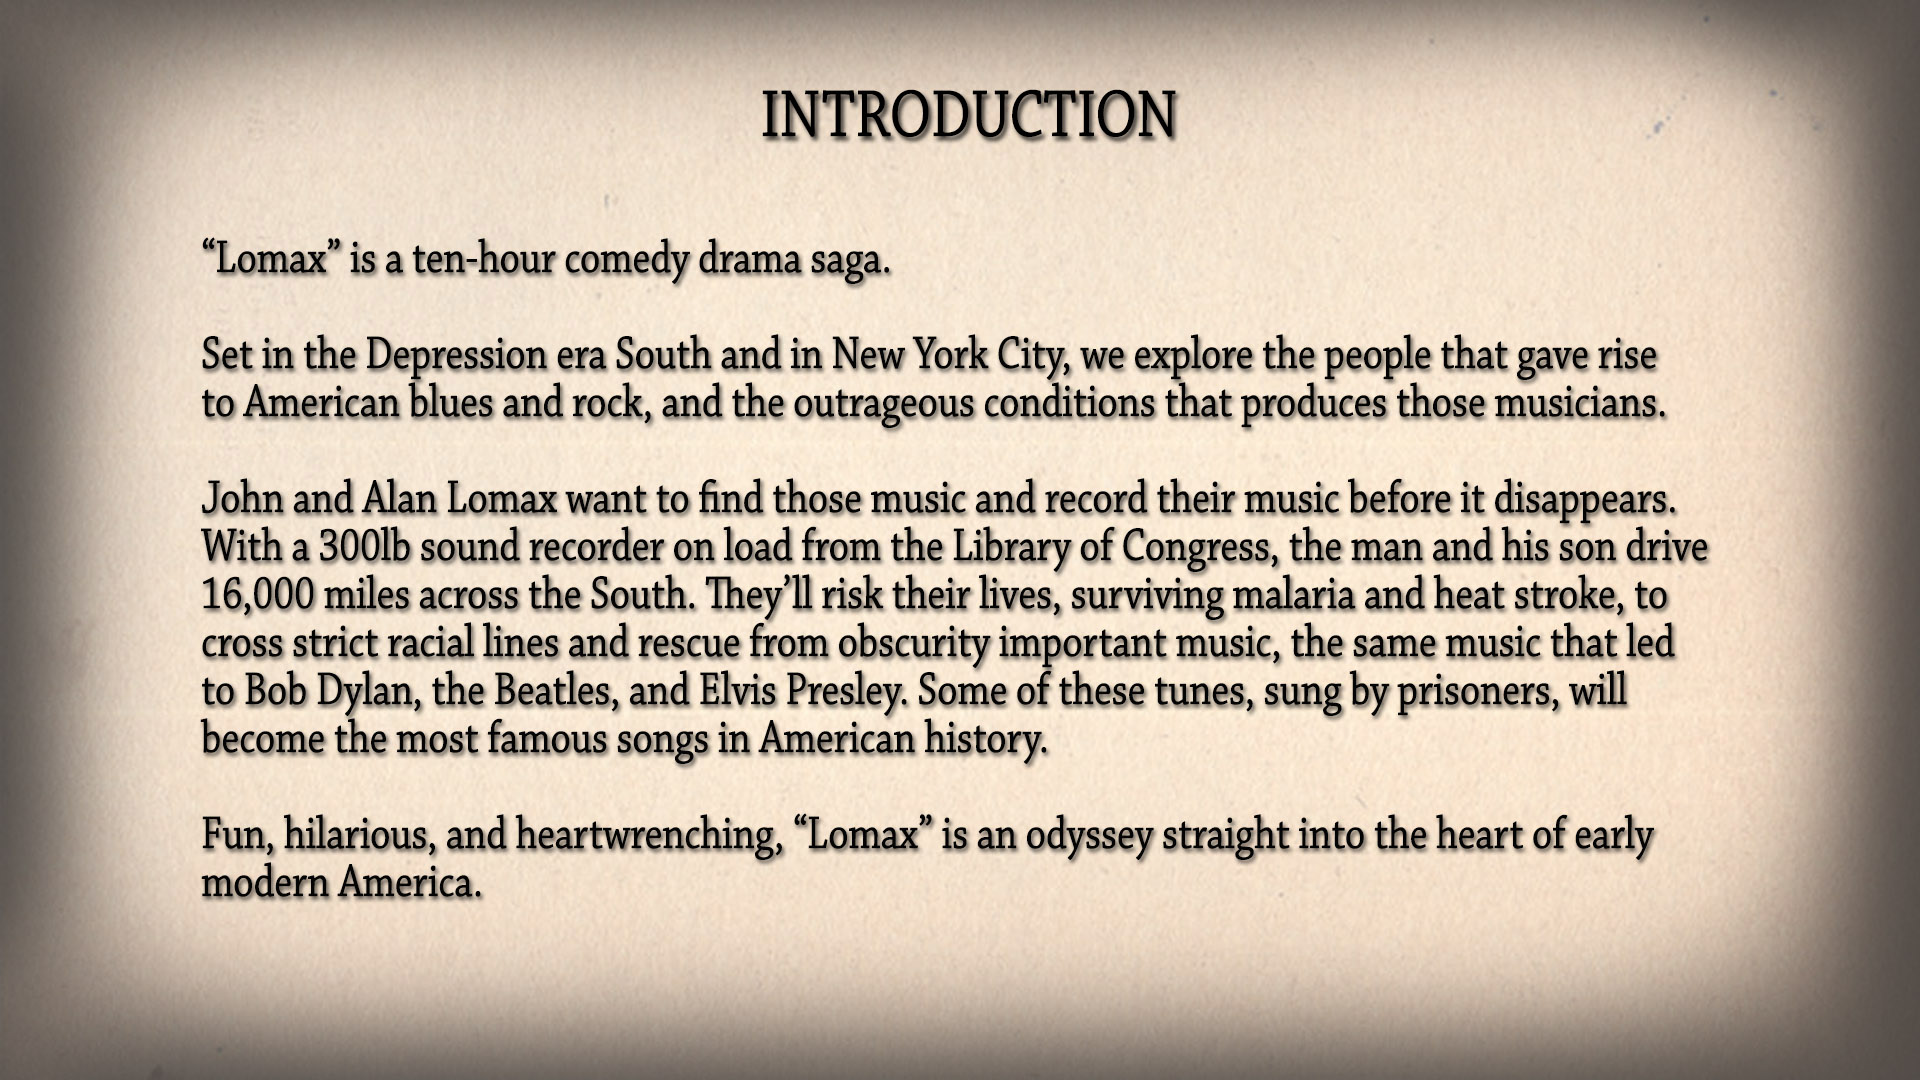 INTRODUCTION
“Lomax” is a ten-hour comedy drama saga.
Set in the Depression era South and in New York City, we explore the people that gave rise
to American blues and rock, and the outrageous conditions that produces those musicians.
John and Alan Lomax want to find those music and record their music before it disappears.
With a 300lb sound recorder on load from the Library of Congress, the man and his son drive
16,000 miles across the South. They’ll risk their lives, surviving malaria and heat stroke, to
cross strict racial lines and rescue from obscurity important music, the same music that led
to Bob Dylan, the Beatles, and Elvis Presley. Some of these tunes, sung by prisoners, will
become the most famous songs in American history.
Fun, hilarious, and heartwrenching, “Lomax” is an odyssey straight into the heart of early
modern America.